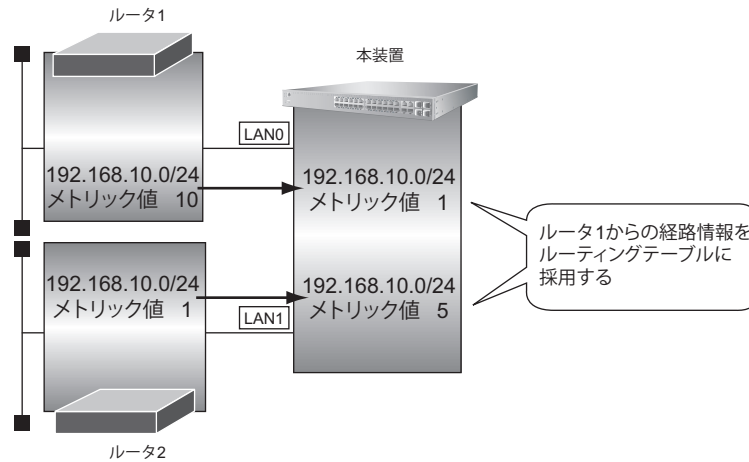 ルータ1
本装置
LAN0
192.168.10.0/24
メトリック値 10
192.168.10.0/24
メトリック値 1
ルータ1からの経路情報を
ルーティングテーブルに
採用する
192.168.10.0/24
メトリック値 1
192.168.10.0/24
メトリック値 5
LAN1
ルータ2